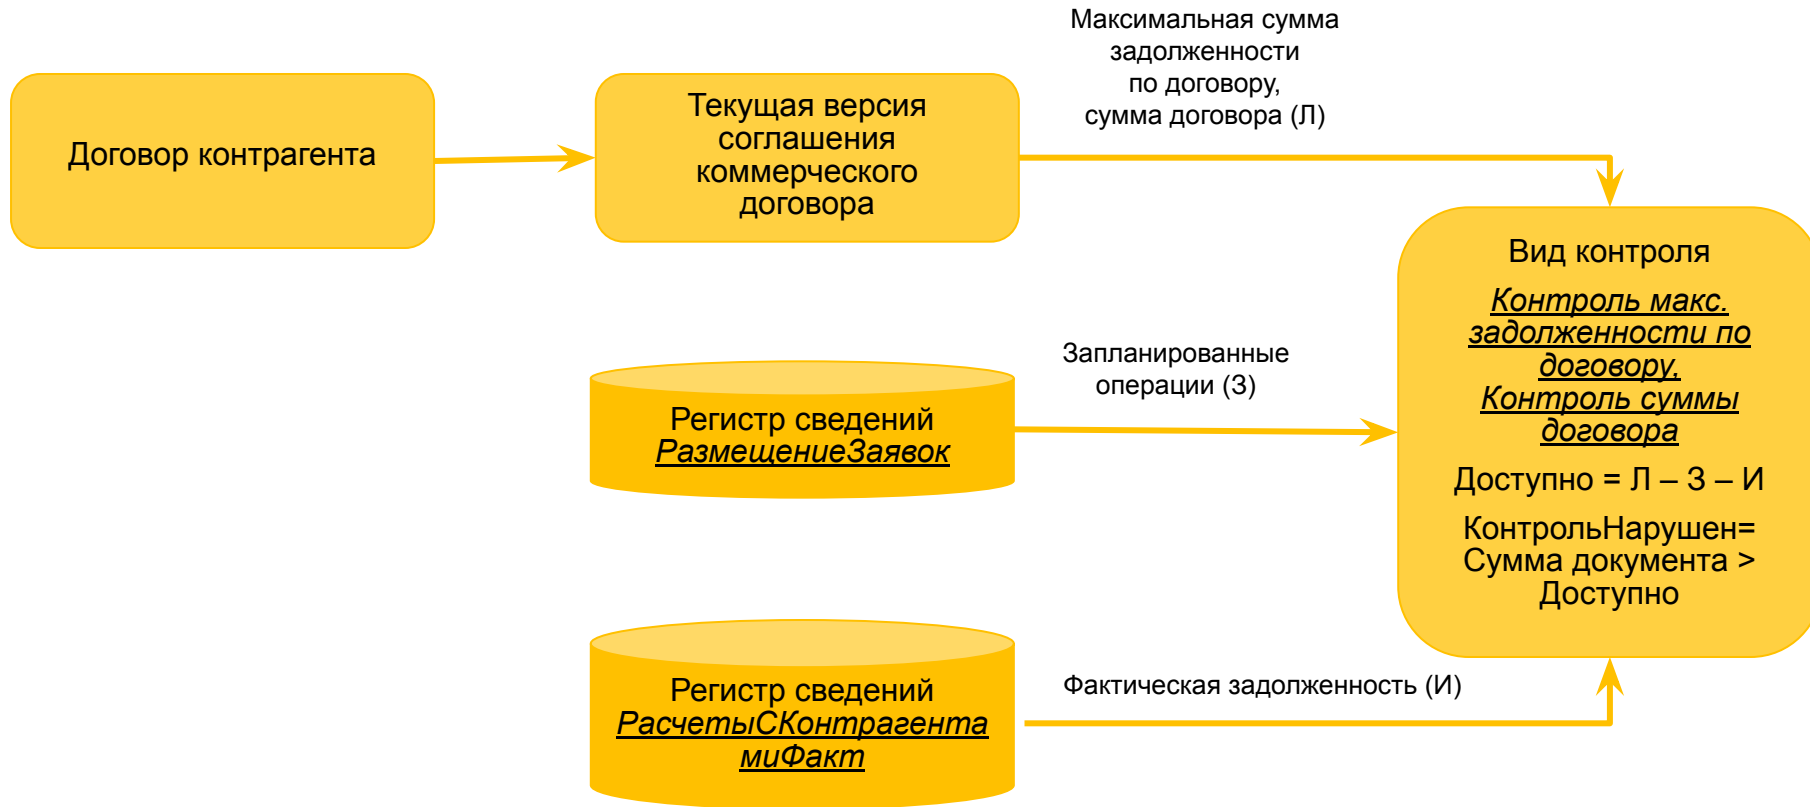 Максимальная сумма
задолженности
по договору,
сумма договора (Л)
Договор контрагента
Текущая версия
соглашения
коммерческого
договора
Вид контроля
Контроль макс.
задолженности по
договору,
Контроль суммы
договора
Доступно = Л – З – И
КонтрольНарушен=
Сумма документа >
Доступно
Запланированные
операции (З)
Регистр сведений
РазмещениеЗаявок
Регистр сведений
РасчетыСКонтрагента
миФакт
Фактическая задолженность (И)